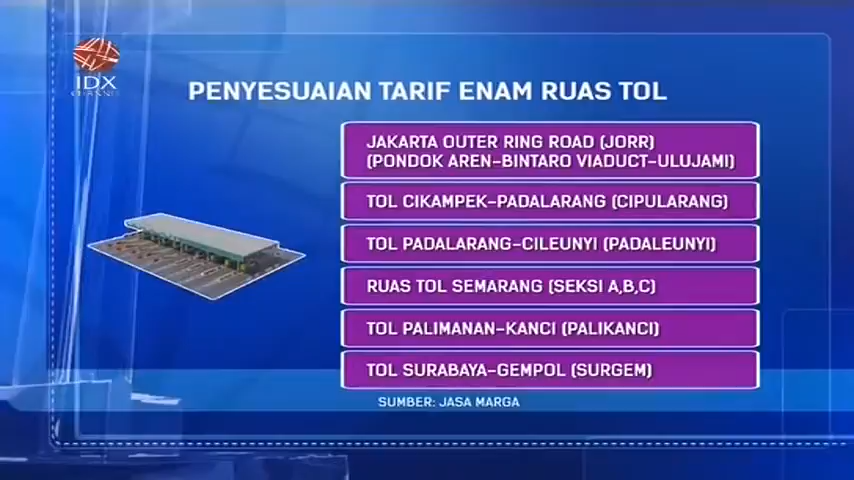 IDX
CHANNEL
PENYESUAIAN TARIF ENAM RUAS TOL
JAKARTA OUTER RING ROAD (JORR)
(PONDOK AREN-BINTARO VIADUCT-ULUJAMI)
TOL CIKAMPEK-PADALARANG (CIPULARANG)
TOL PADALARANG-CILEUNYI (PADALEUNYI)
RUAS TOL SEMARANG (SEKSI A,B,C)
TOL PALIMANAN-KANCI (PALIKANCI)
TOL SURABAYA-GEMPOL (SURGEM)
SUMBER: JASA MARGA